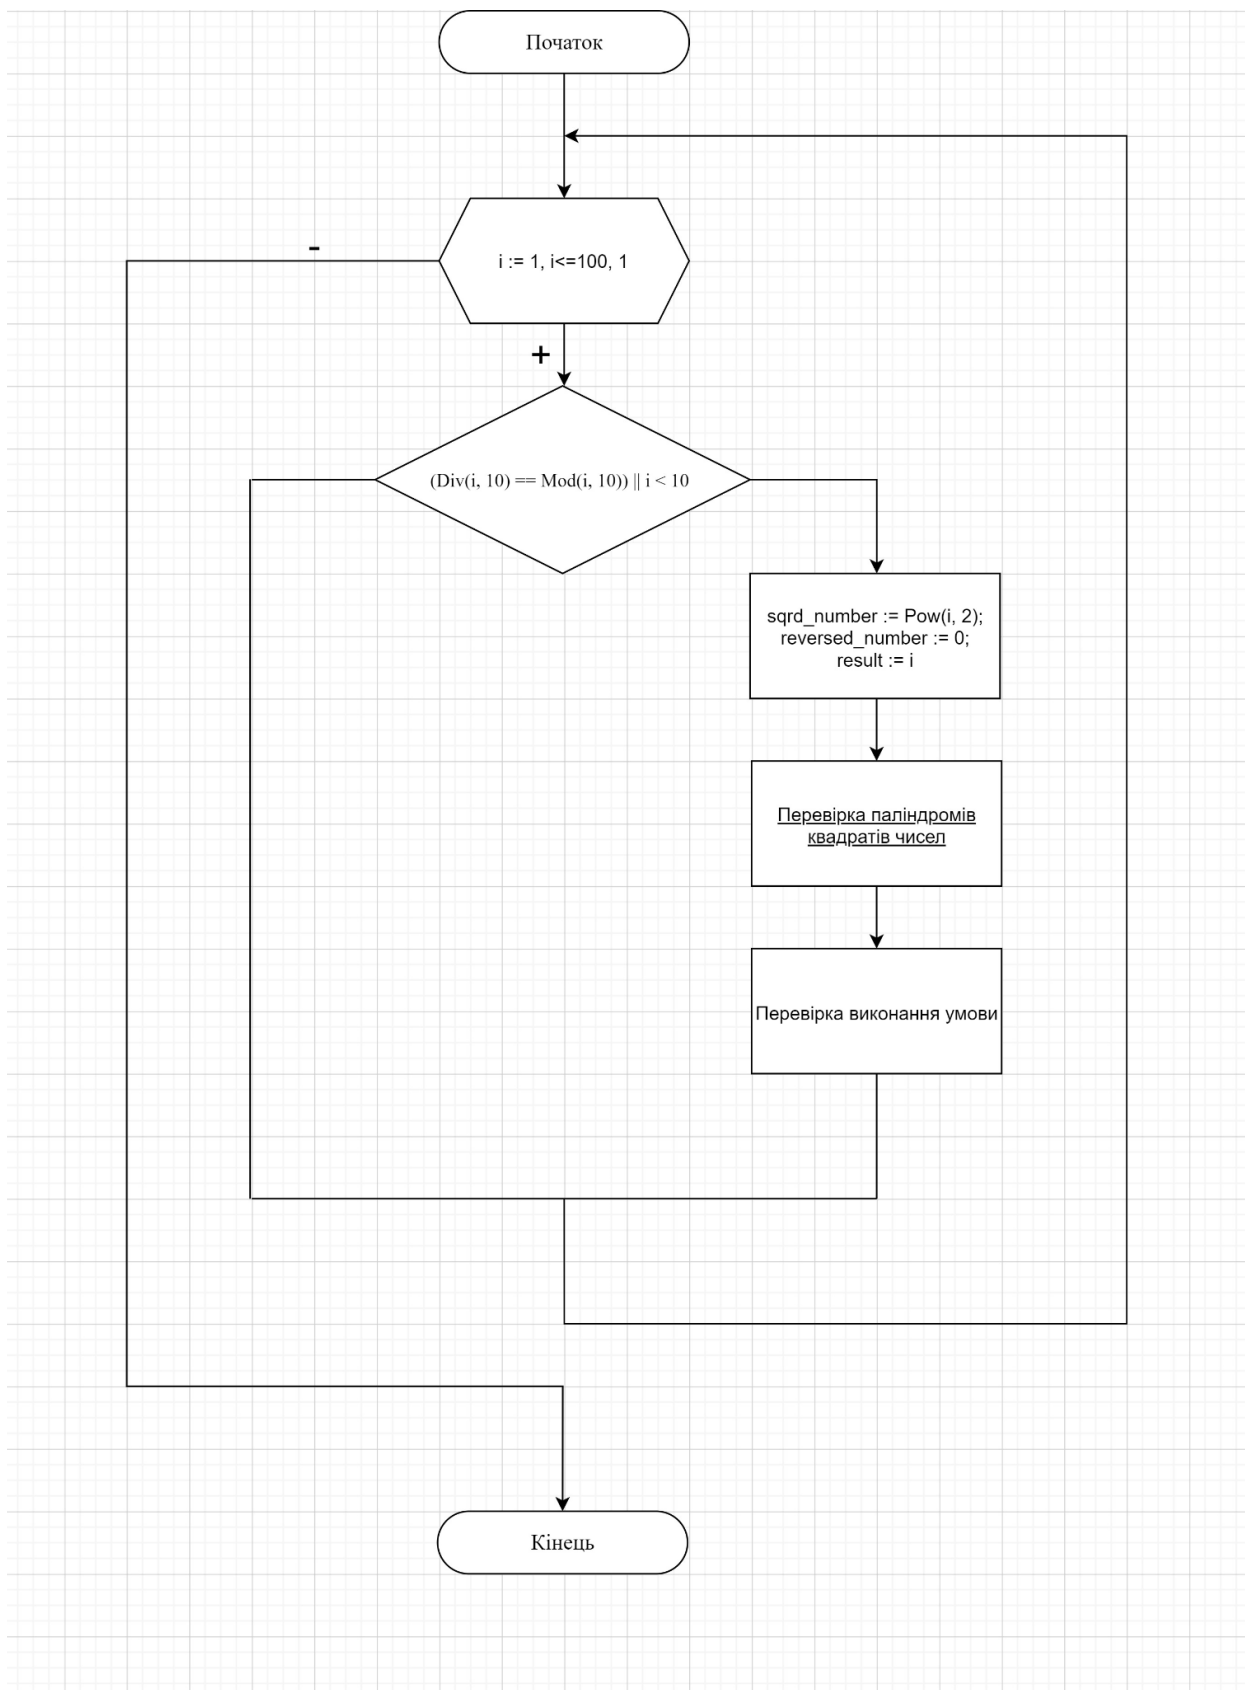 Початок
-
i := 1, i<=100, 1
+
(Div(i, 10) == Mod(i, 10)) || i < 10
sqrd_number := Pow(i, 2);
reversed_number := 0;
result := i
Перевірка паліндромів
квадратів чисел
Перевірка виконання умови
Кінець